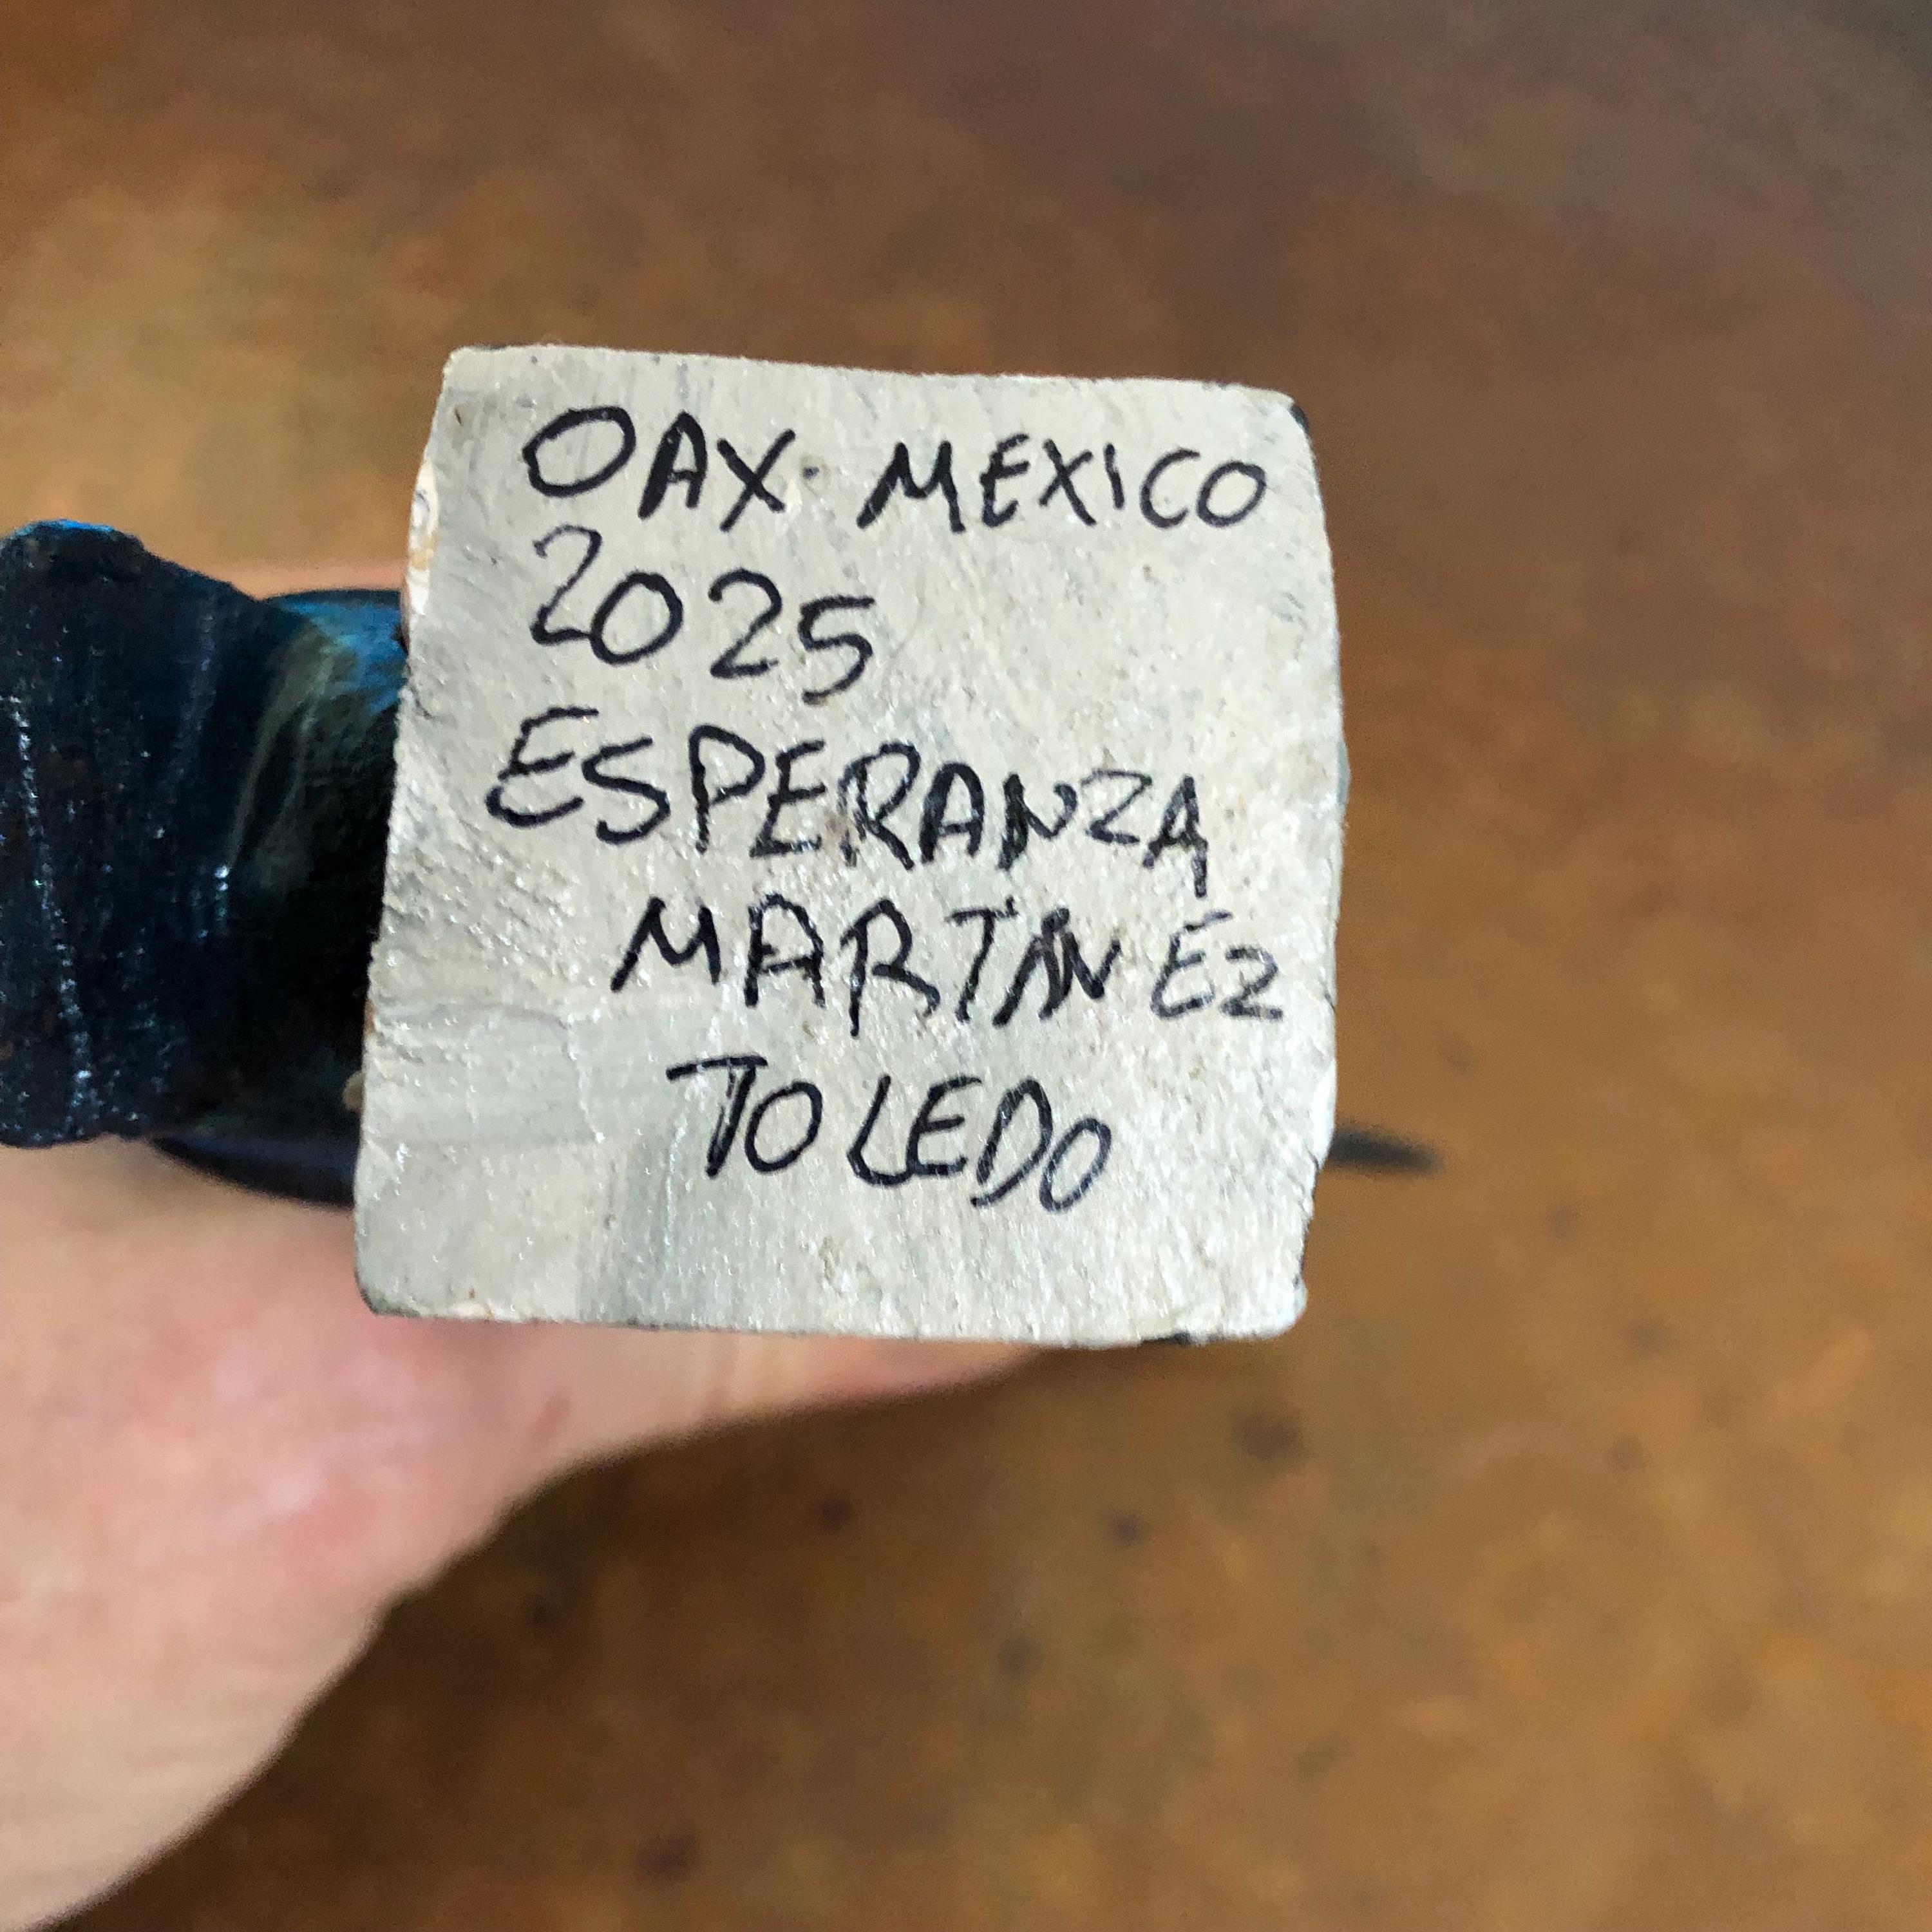 OAX. MEXICO
2025
ESPERANZA
MARTINEZ
TOLEDO